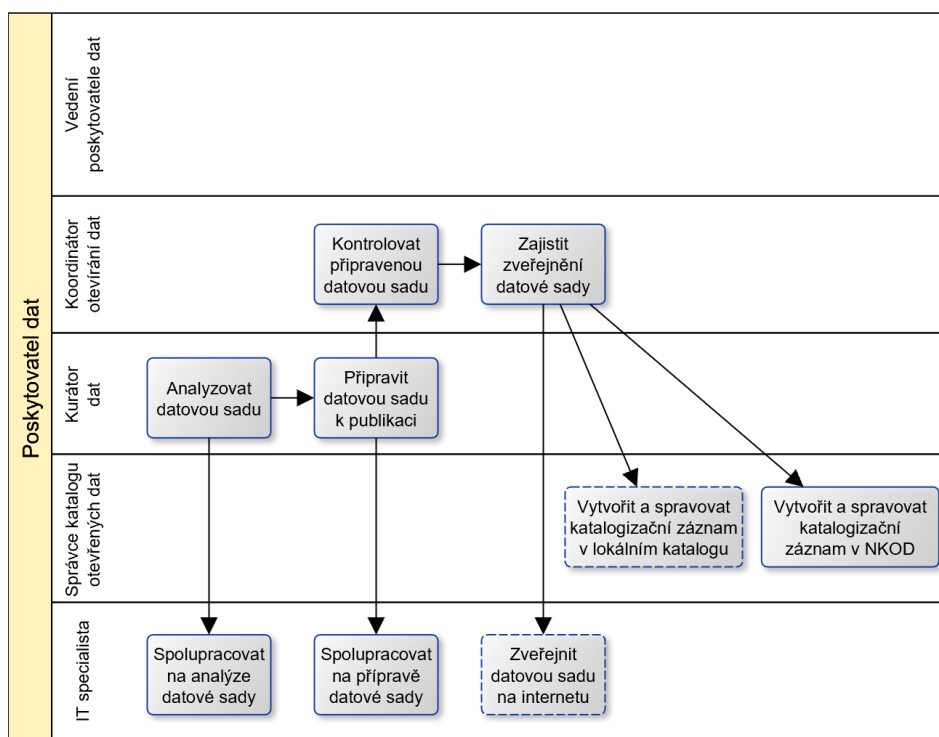 Poskytovatel dat
Vedení
poskytovatele dat
Koordinátor
otevírání dat
Kontrolovat
připravenou
datovou sadu
Zajistit
zveřejnění
datové sady
Kurátor
dat
Analyzovat
datovou sadu
Připravit
datovou sadu
k publikaci
Správce katalogu
otevřených dat
Vytvořit a spravovat
katalogizační záznam
v lokálním katalogu
Vytvořit a spravovat
katalogizační
záznam v NKOD
IT specialista
Spolupracovat
na analýze
datové sady
Spolupracovat
na přípravě
datové sady
Zveřejnit
datovou sadu
na internetu